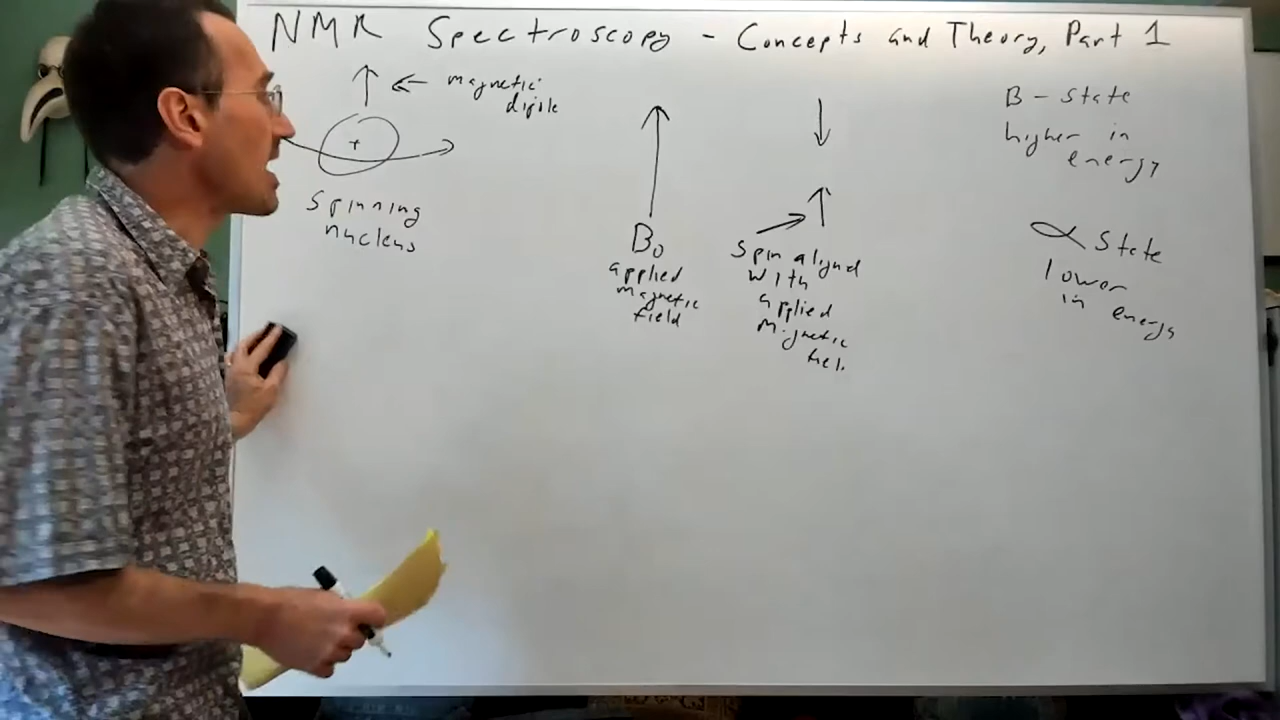 NMR Spectroscopy - Concepts and Theory, Part 1
magnetic
dipole
+
Spinning
nucleus
B₀
applied
magnetic
field
Spin aligned
with
applied
magnetic
B-state
higher in
energy
α State
lower
in energy